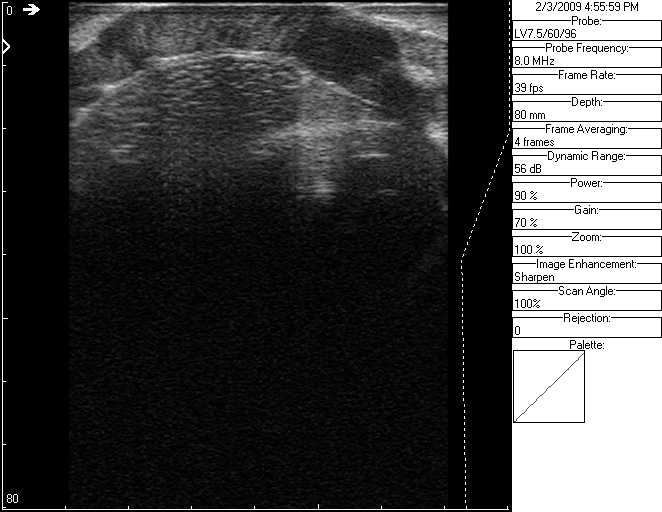 0
80
2/3/2009 4:55:59 PM
Probe:
LV7.5/60/96
Probe Frequency:
8.0 MHz
Frame Rate:
39 fps
Depth:
80 mm
Frame Averaging:
4 frames
Dynamic Range:
56 dB
Power:
90 %
Gain:
70 %
Zoom:
100 %
Image Enhancement:
Sharpen
Scan Angle:
100%
Rejection:
0
Palette: